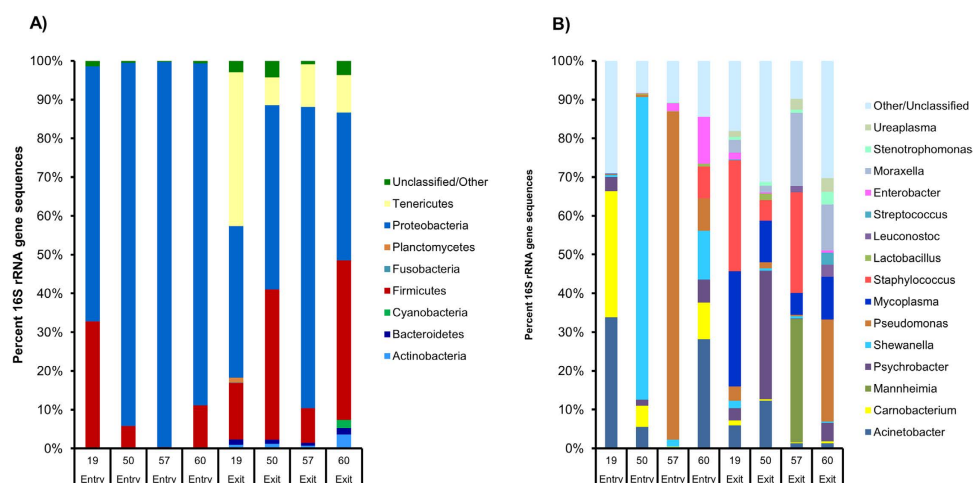 A)
Percent 16S rRNA gene sequences
100%
90%
80%
70%
60%
50%
40%
30%
20%
10%
0%
19 50 57 60 19 50 57 60
Entry Entry Entry Entry Exit Exit Exit Exit
Unclassified/Other
Tenericutes
Proteobacteria
Planctomycetes
Fusobacteria
Firmicutes
Cyanobacteria
Bacteroidetes
Actinobacteria
B)
Percent 16S rRNA gene sequences
100%
90%
80%
70%
60%
50%
40%
30%
20%
10%
0%
19 50 57 60 19 50 57 60
Entry Entry Entry Entry Exit Exit Exit Exit
Other/Unclassified
Ureaplasma
Stenotrophomonas
Moraxella
Enterobacter
Streptococcus
Leuconostoc
Lactobacillus
Staphylococcus
Mycoplasma
Pseudomonas
Shewanella
Psychrobacter
Mannheimia
Carnobacterium
Acinetobacter